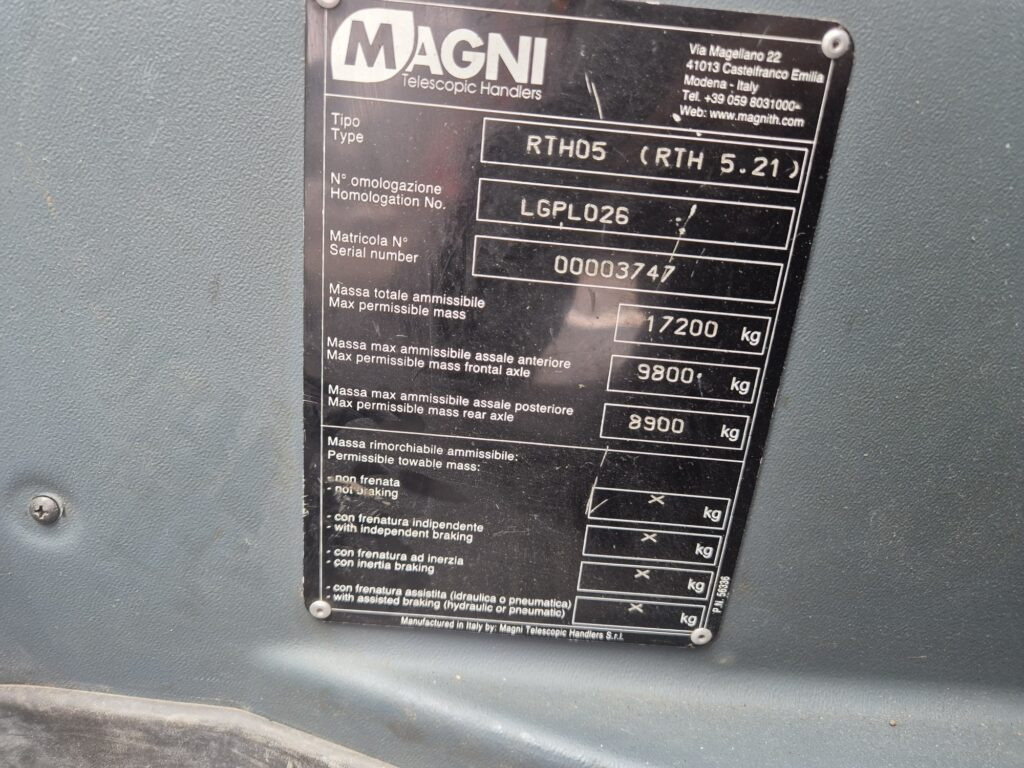 MAGNI
Telescopic Handlers
Via Magellano 22
41013 Castelfranco Emilia
Modena - Italy
Tel. +39 059 8031000
Web: www.magnith.com
Tipo
Type
RTH05 (RTH 5.21)
N° omologazione
Homologation No.
LGPL026
Matricola N°
Serial number
00003747
Massa totale ammissibile
Max permissible mass
17200 kg
Massa max ammissibile assale anteriore
Max permissible mass frontal axle
9800 kg
Massa max ammissibile assale posteriore
Max permissible mass rear axle
8900 kg
Massa rimorchiabile ammissibile:
Permissible towable mass:
- non frenata
- not braking
x kg
- con frenatura indipendente
- with independent braking
x kg
- con frenatura ad inerzia
- con inertia braking
x kg
- con frenatura assistita (idraulica o pneumatica)
- with assisted braking (hydraulic or pneumatic)
x kg
P.N. 56336
Manufactured in Italy by: Magni Telescopic Handlers S.r.l.